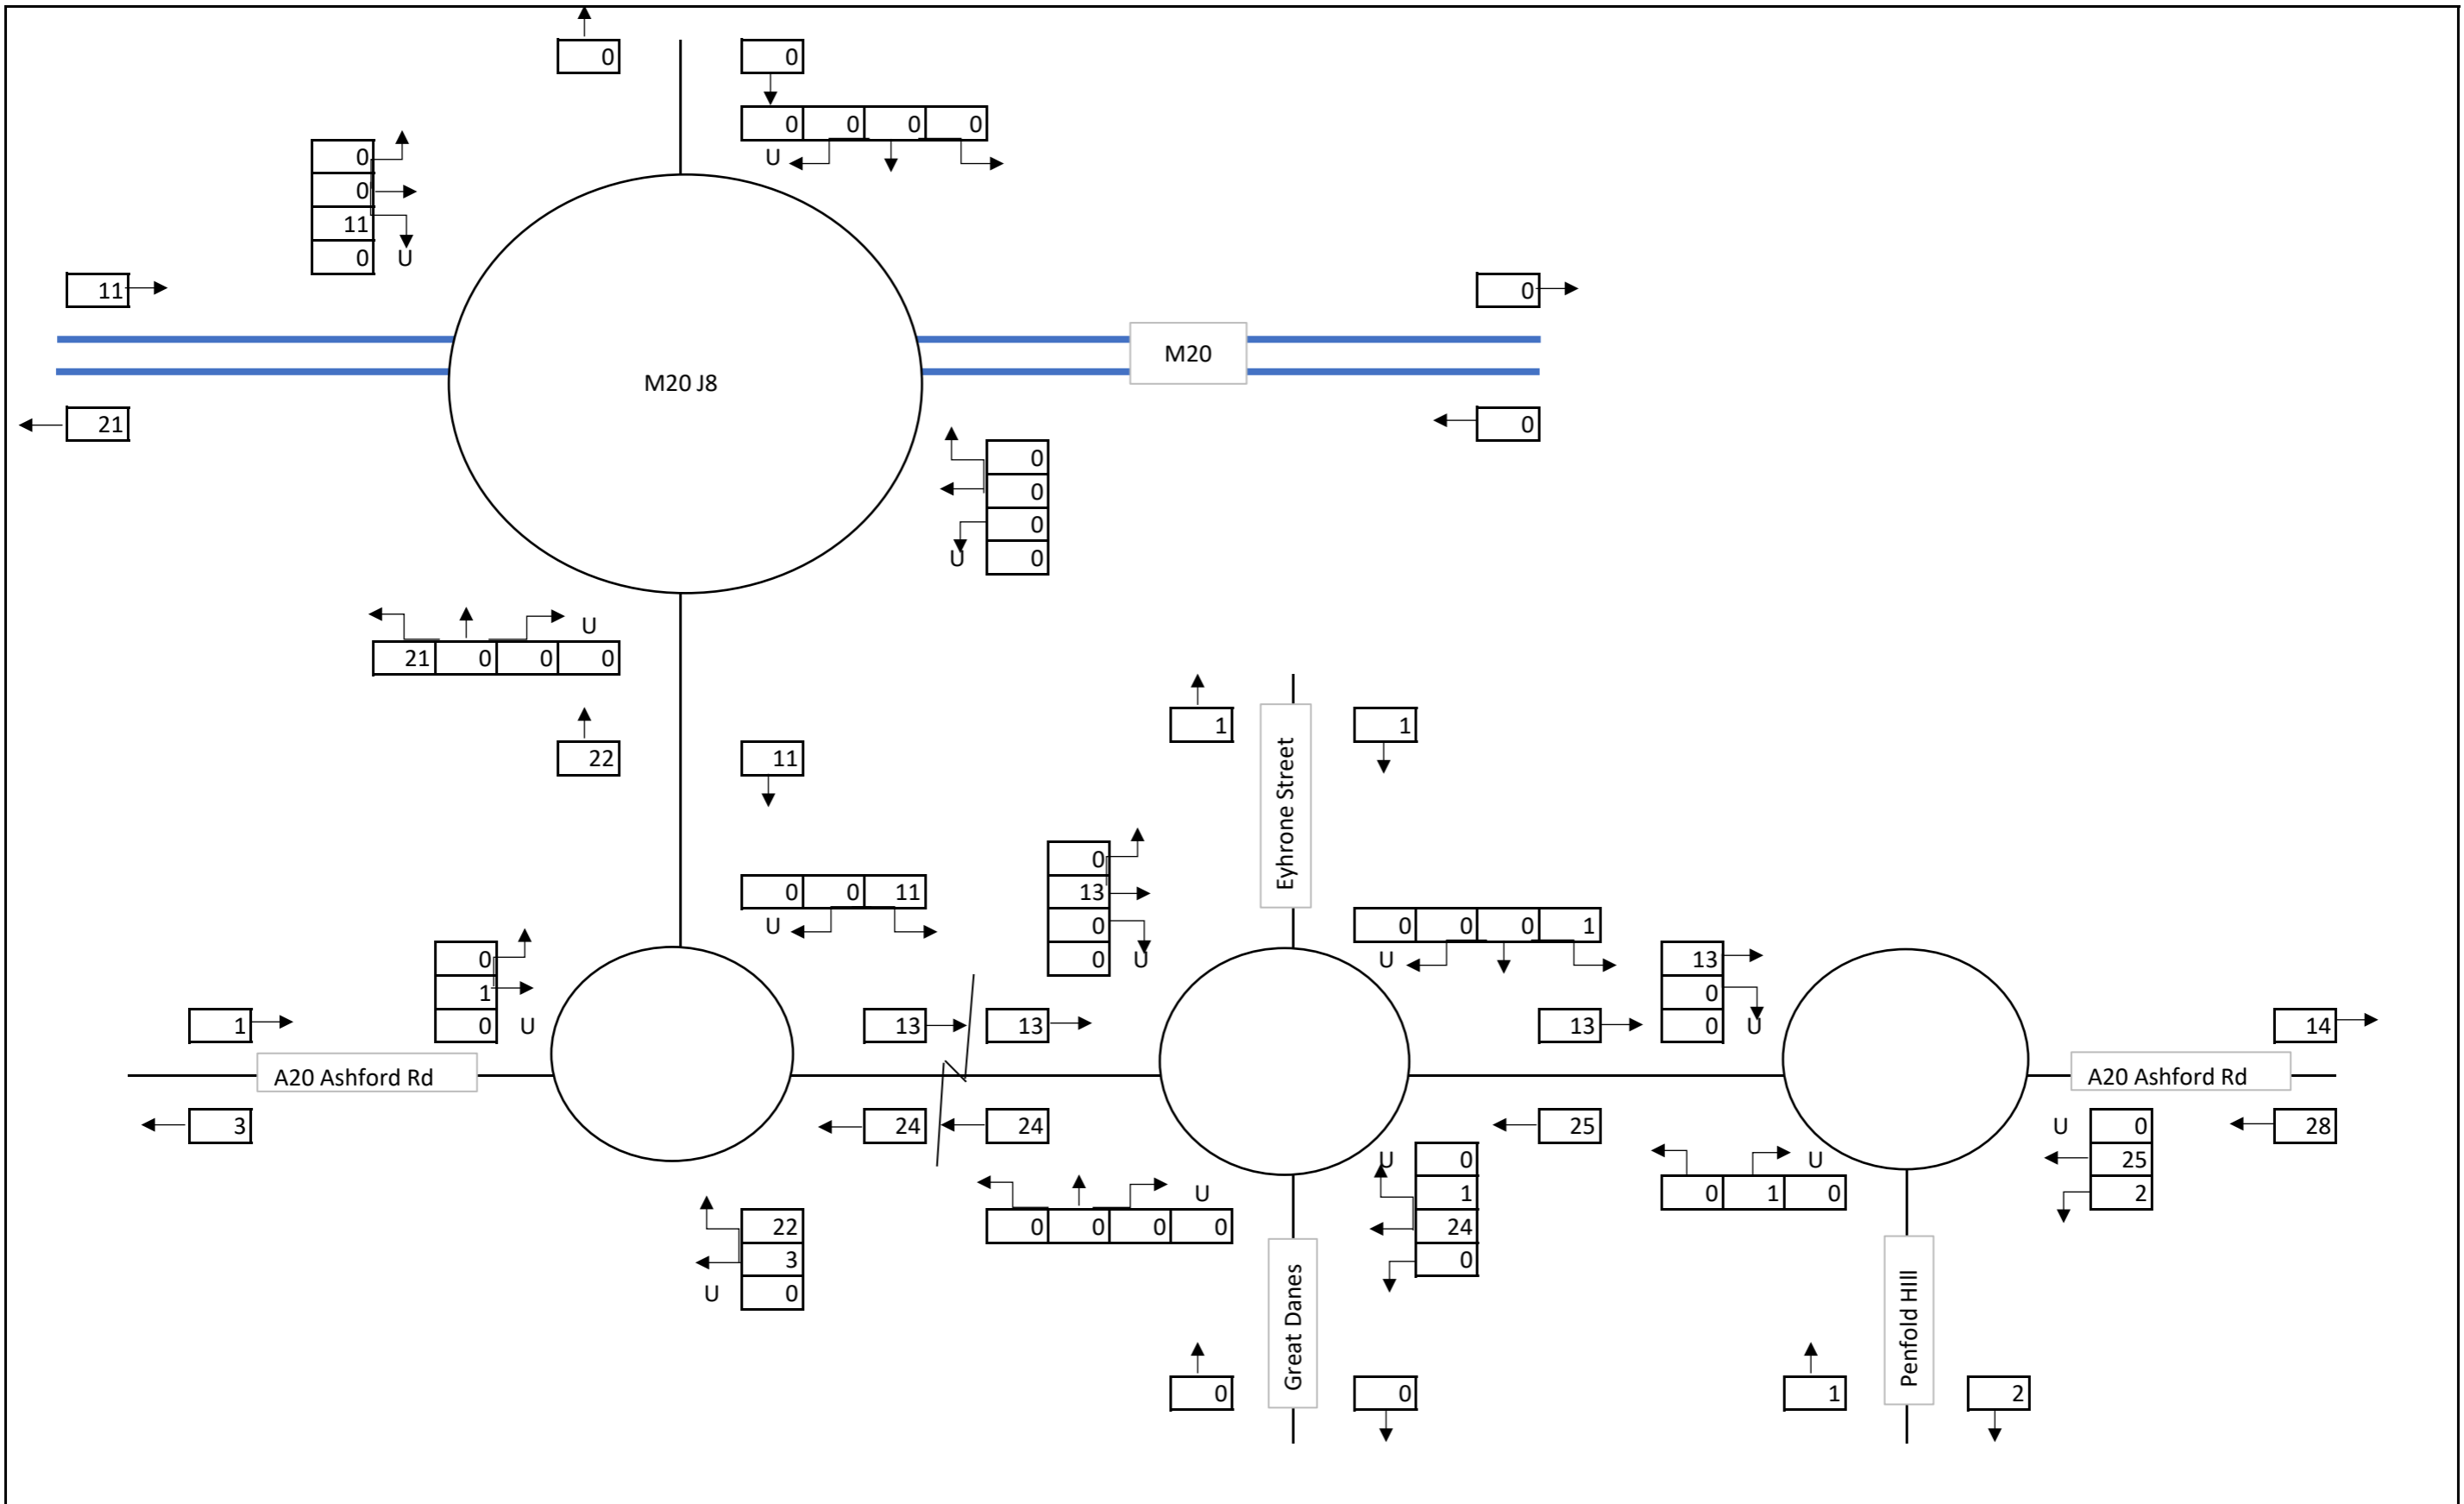 0 0
0 0 0 0
U
0
0
11
0 U
11 0
M20
M20 J8
21 0
0
0
0
U 0
U
21 0 0 0
1 1
22 11
Eyhrone Street
0
13
0
0 U
0 0 11
U
0 0 0 1
U
0
1
0 U
13
0
0 U
1 13 13 13 14
A20 Ashford Rd A20 Ashford Rd
3 24 24 25 28
U 0
25
2
U 0
1
24
0
U
0 1 0
U
0 0 0 0
22
3
U 0
Great Danes
Penfold HIll
0 0 1 2